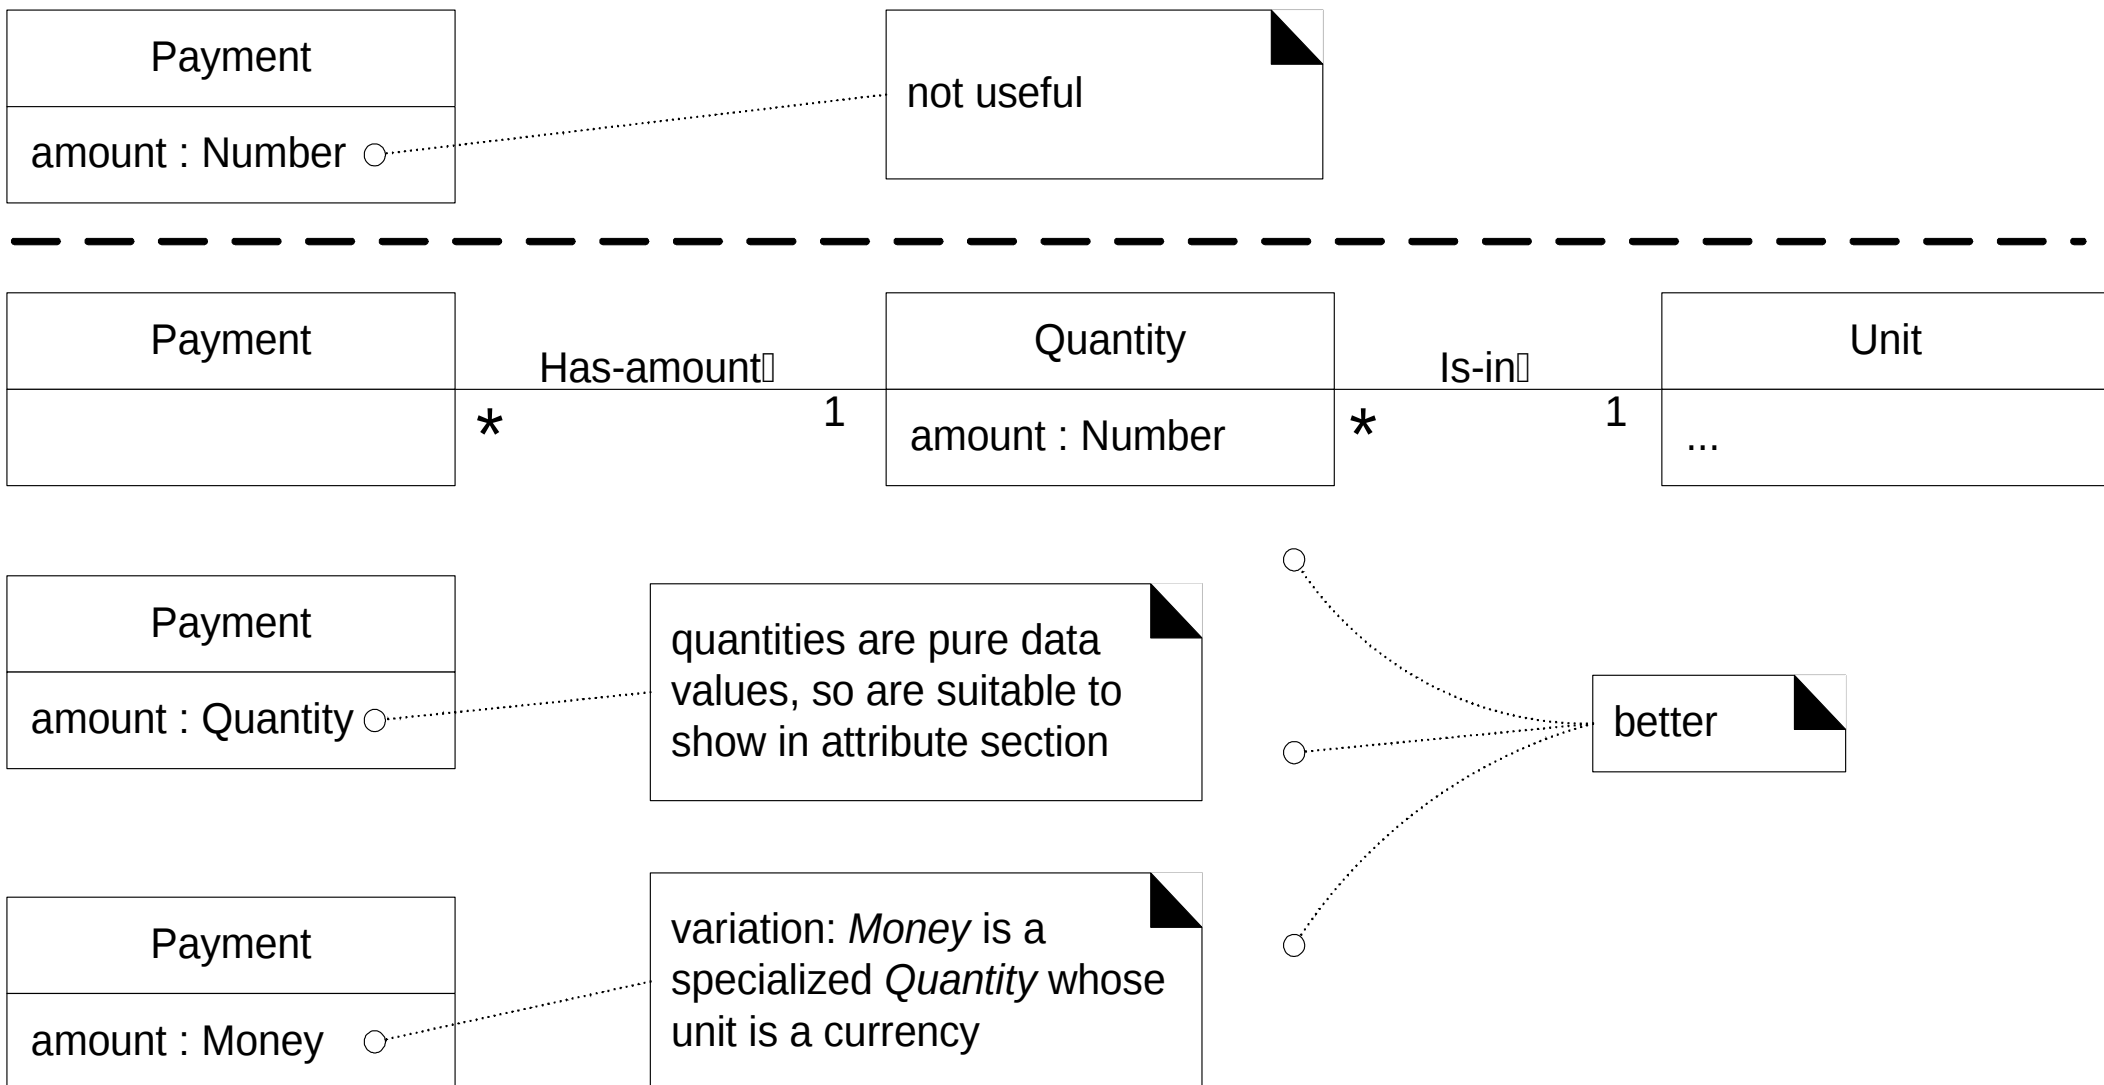 Payment
not useful
amount : Number
Payment
Has-amount
Quantity
Is-in
Unit
*
1
amount : Number
*
1
...
Payment
amount : Quantity
quantities are pure data
values, so are suitable to
show in attribute section
better
Payment
amount : Money
variation: Money is a
specialized Quantity whose
unit is a currency